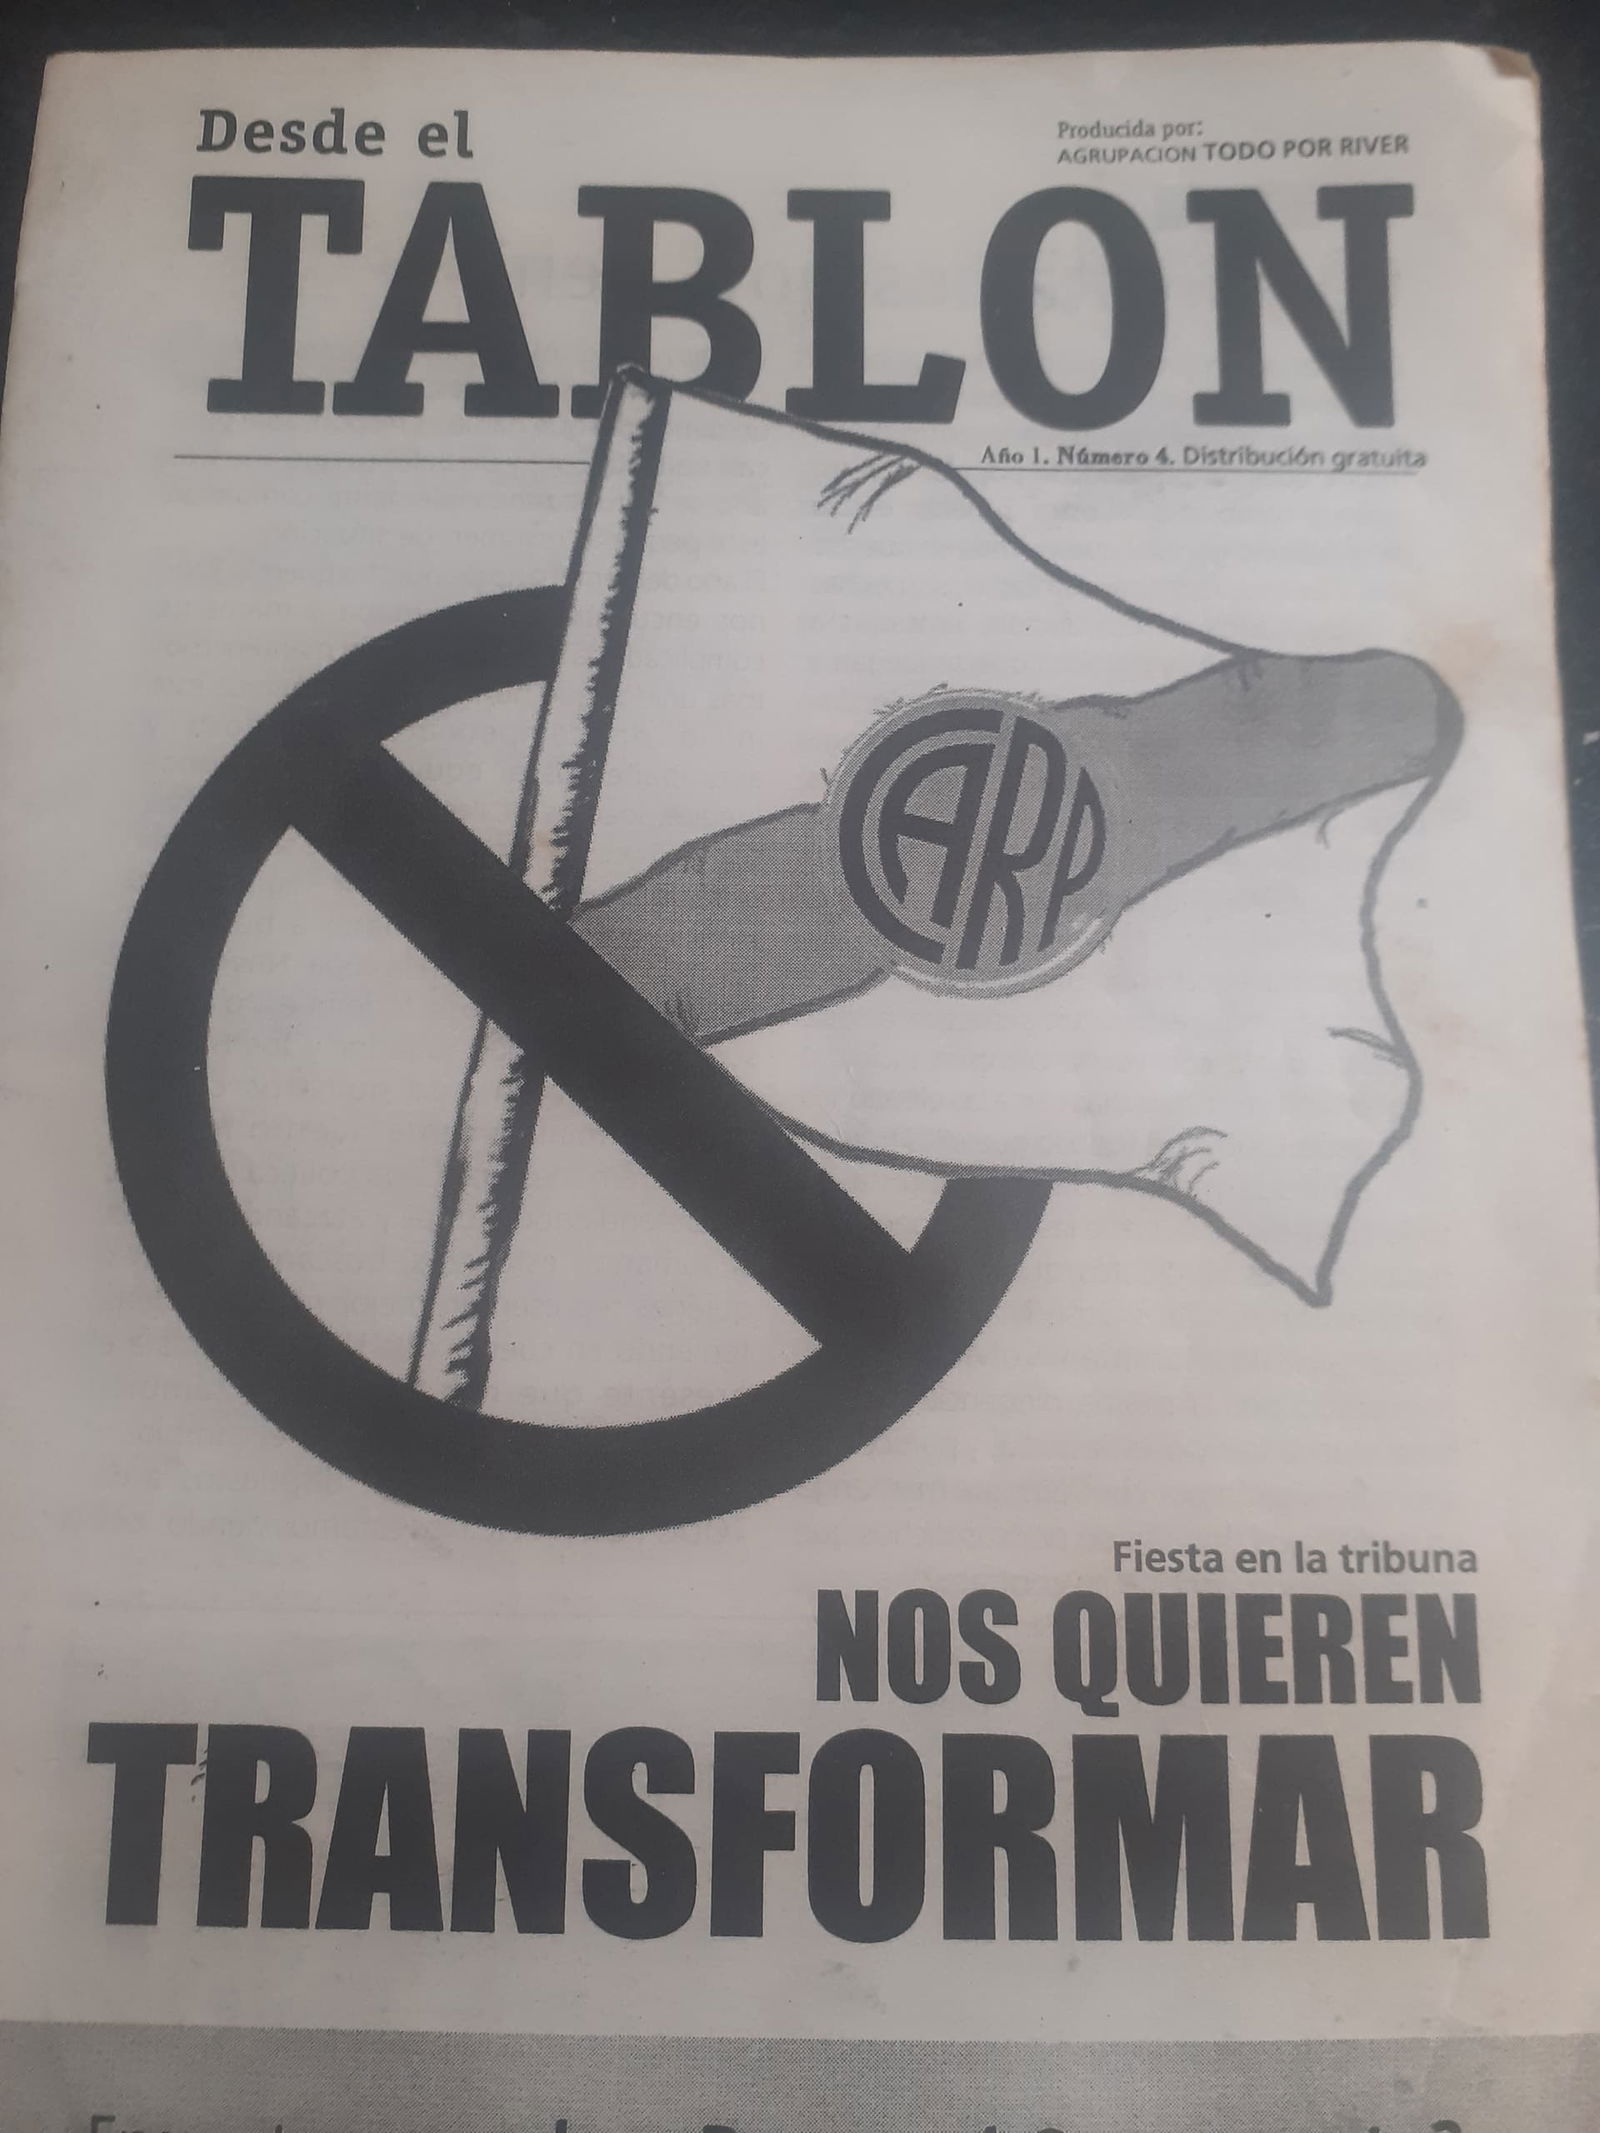 Desde el
Producida por:
AGRUPACION TODO POR RIVER
TABLON
Año 1. Número 4. Distribución gratuita
CARP
Fiesta en la tribuna
NOS QUIEREN
TRANSFORMAR